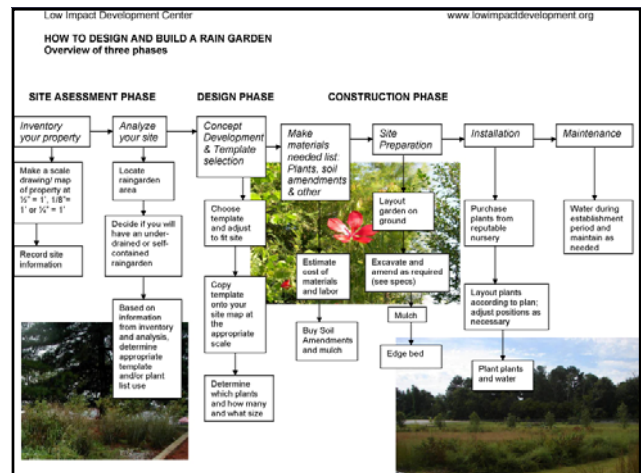 Low Impact Development Center
www.lowimpactdevelopment.org
HOW TO DESIGN AND BUILD A RAIN GARDEN
Overview of three phases
SITE ASESSMENT PHASE
DESIGN PHASE
CONSTRUCTION PHASE
Inventory
your property
Make a scale
drawing/ map
of property at
½" = 1', 1/8"=
1' or ¼" = 1'
Record site
information
Analyze
your site
Locate
raingarden
area
Decide if you will
have an under-
drained or self-
contained
raingarden
Based on
information
from inventory
and analysis,
determine
appropriate
template
and/or plant
list use
Concept
Development
& Template
selection
Choose
template
and adjust
to fit site
Copy
template
onto your
site map at
the
appropriate
scale
Determine
which plants
and how many
and what size
Make
materials
needed list:
Plants, soil
amendments
& other
Estimate
cost of
materials
and labor
Buy Soil
Amendments
and mulch
Site
Preparation
Layout
garden on
ground
Excavate and
amend as required
(see specs)
Mulch
Edge bed
Installation
Purchase
plants from
reputable
nursery
Layout plants
according to plan;
adjust positions as
necessary
Plant plants
and water
Maintenance
Water during
establishment
period and
maintain as
needed